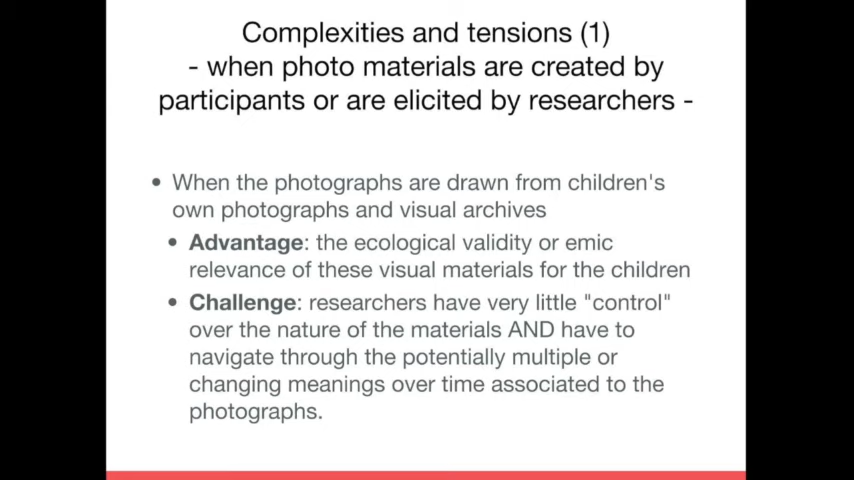 Complexities and tensions (1)
- when photo materials are created by
participants or are elicited by researchers -
• When the photographs are drawn from children's
own photographs and visual archives
• Advantage: the ecological validity or emic
relevance of these visual materials for the children
• Challenge: researchers have very little "control"
over the nature of the materials AND have to
navigate through the potentially multiple or
changing meanings over time associated to the
photographs.